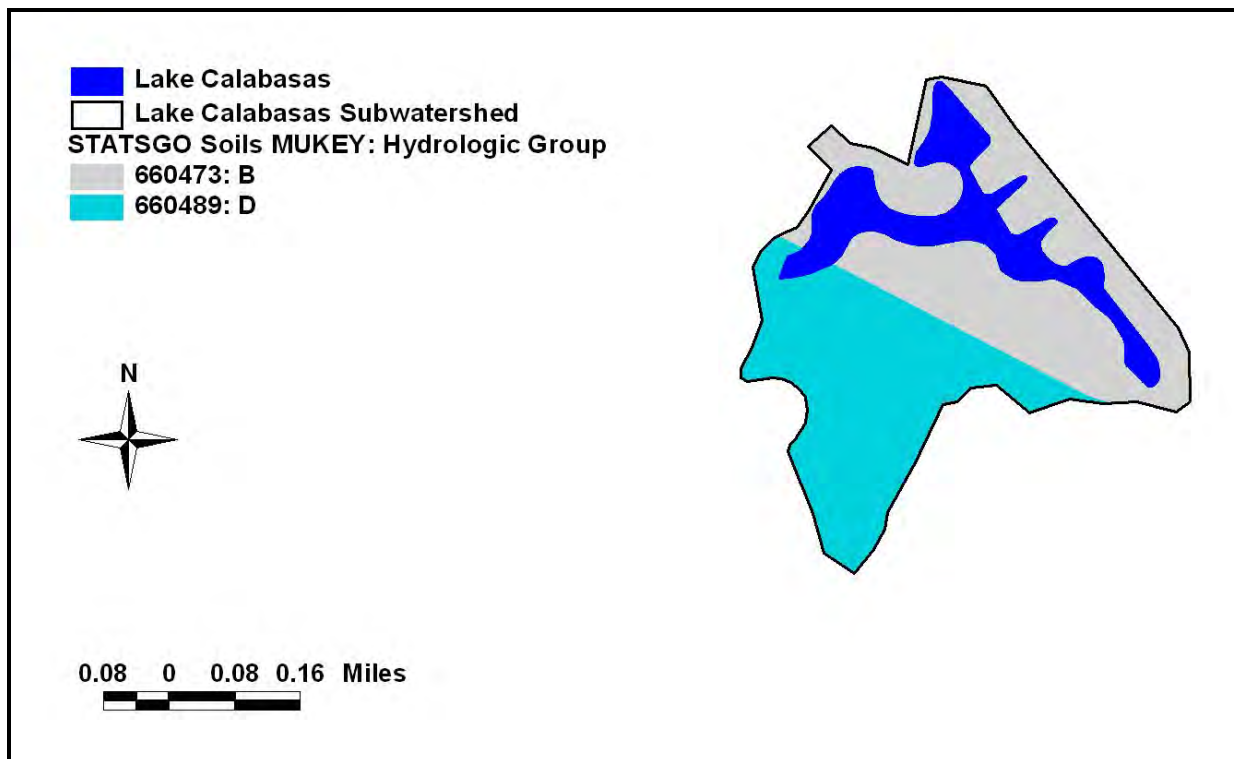 Lake Calabasas
Lake Calabasas Subwatershed
STATSGO Soils MUKEY: Hydrologic Group
660473: B
660489: D
N
0.08 0 0.08 0.16 Miles